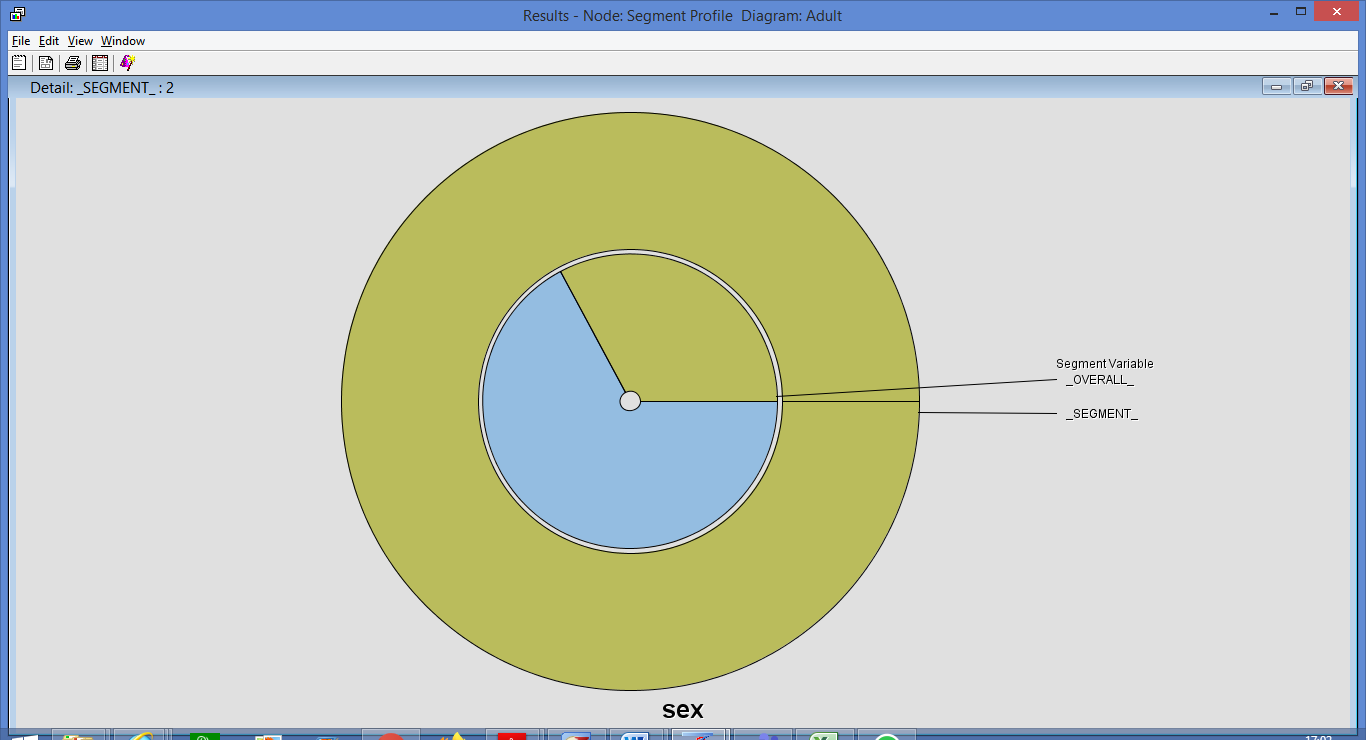 Results - Node: Segment Profile  Diagram: Adult
File Edit View Window
Detail: _SEGMENT_ : 2
Segment Variable
_OVERALL_
_SEGMENT_
sex